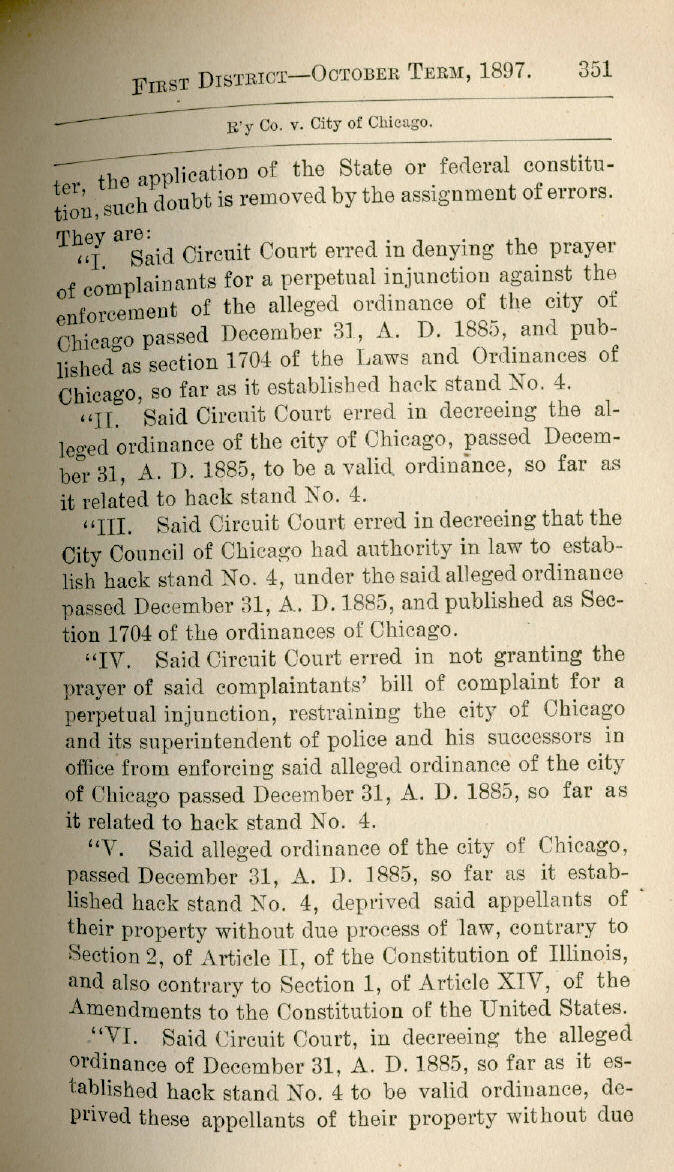 First District—October Term, 1897. 351
R'y Co. v. City of Chicago.
ter, the application of the State or federal constitu-
tion, such doubt is removed by the assignment of errors.
They are:
“I. Said Circuit Court erred in denying the prayer
of complainants for a perpetual injunction against the
enforcement of the alleged ordinance of the city of
Chicago passed December 31, A. D. 1885, and pub-
lished as section 1704 of the Laws and Ordinances of
Chicago, so far as it established hack stand No. 4.
“II. Said Circuit Court erred in decreeing the al-
leged ordinance of the city of Chicago, passed Decem-
ber 31, A. D. 1885, to be a valid ordinance, so far as
it related to hack stand No. 4.
“III. Said Circuit Court erred in decreeing that the
City Council of Chicago had authority in law to estab-
lish hack stand No. 4, under the said alleged ordinance
passed December 31, A. D. 1885, and published as Sec-
tion 1704 of the ordinances of Chicago.
“IV. Said Circuit Court erred in not granting the
prayer of said complaintants’ bill of complaint for a
perpetual injunction, restraining the city of Chicago
and its superintendent of police and his successors in
office from enforcing said alleged ordinance of the city
of Chicago passed December 31, A. D. 1885, so far as
it related to hack stand No. 4.
“V. Said alleged ordinance of the city of Chicago,
passed December 31, A. D. 1885, so far as it estab-
lished hack stand No. 4, deprived said appellants of
their property without due process of law, contrary to
Section 2, of Article II, of the Constitution of Illinois,
and also contrary to Section 1, of Article XIV, of the
Amendments to the Constitution of the United States.
“VI. Said Circuit Court, in decreeing the alleged
ordinance of December 31, A. D. 1885, so far as it es-
tablished hack stand No. 4 to be valid ordinance, de-
prived these appellants of their property without due